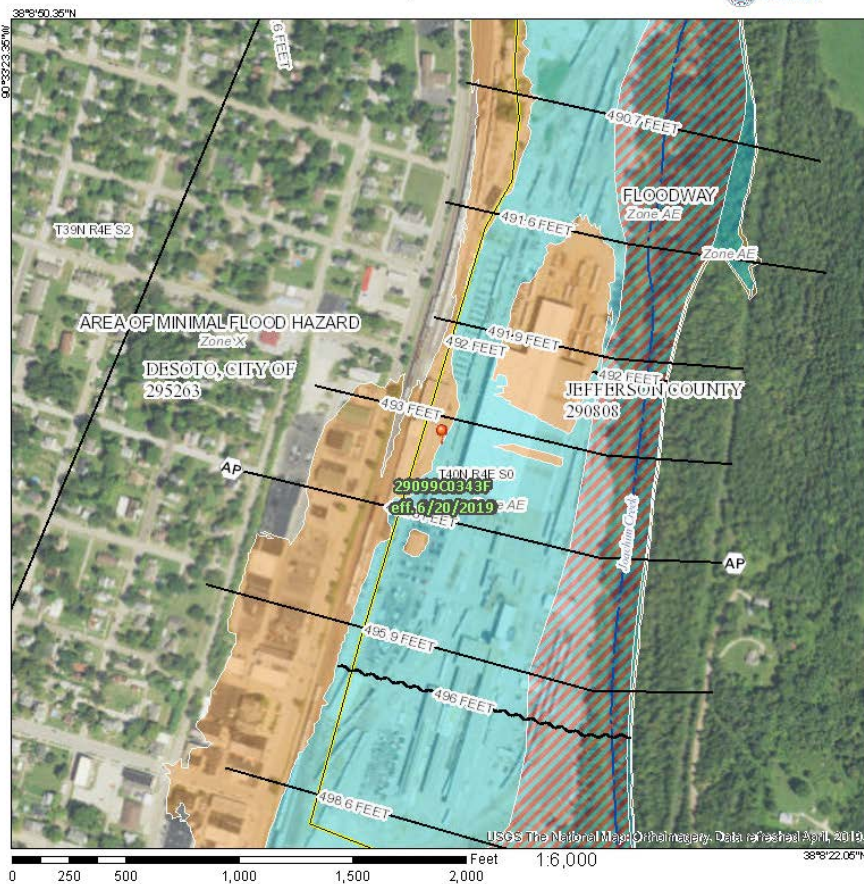 38°8'50.35"N
90°33'23.35"W
6 FEET
490.7 FEET
FLOODWAY
Zone AE
T39N R4E S2
491.6 FEET
Zone AE
AREA OF MINIMAL FLOOD HAZARD
Zone X
491.9 FEET
492 FEET
DESOTO, CITY OF
295263
492 FEET
JEFFERSON COUNTY
290808
493 FEET
AP
T40N R4E S0
29099C0343F
eff. 6/20/2019
AE
FEET
Joachim Creek
AP
495.9 FEET
496 FEET
498.6 FEET
USGS The National Map: Orthoimagery. Data refreshed April, 2019.
0 250 500 1,000 1,500 2,000 Feet 1:6,000
38°8'22.05"N